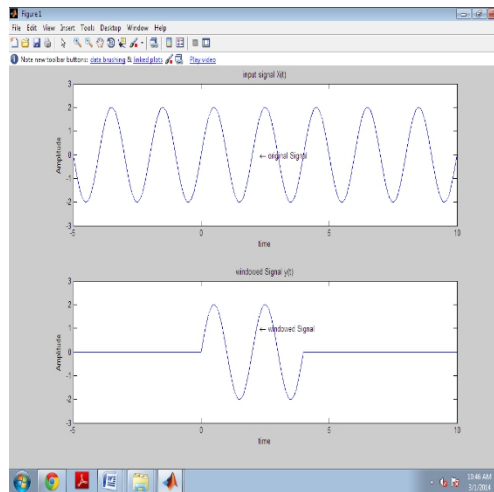 Figure 1
File Edit View Insert Tools Desktop Window Help
Note new toolbar buttons: data brushing & linked plots Play video
input signal X(t)
3
2
1
0
-1
-2
-3
Amplitude
← original Signal
-5 0 5 10
time
windowed Signal y(t)
3
2
1
0
-1
-2
-3
Amplitude
← windowed Signal
-5 0 5 10
time
10:46 AM
3/1/2014